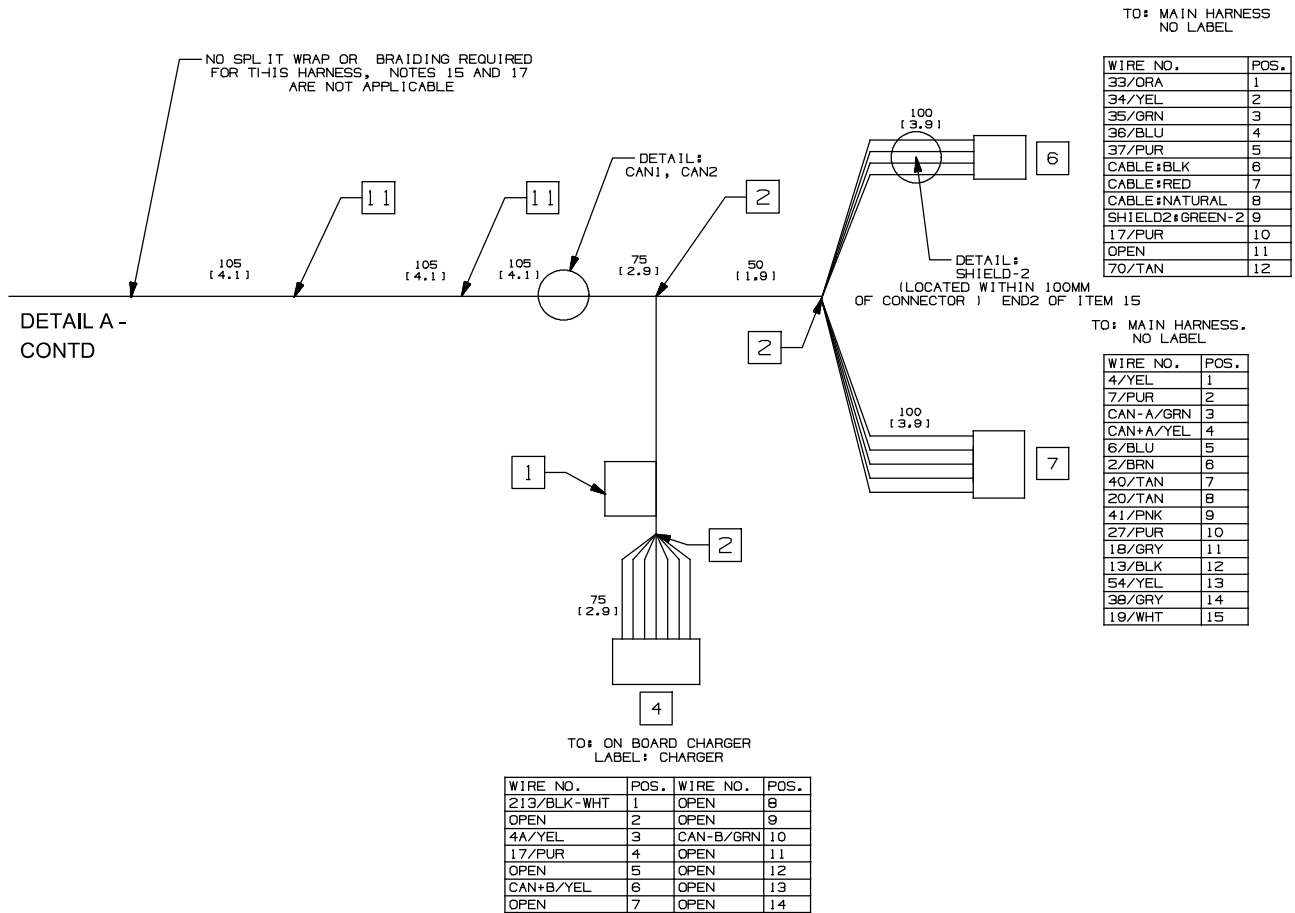 TO: MAIN HARNESS
NO LABEL
NO SPLIT WRAP OR BRAIDING REQUIRED
FOR THIS HARNESS, NOTES 15 AND 17
ARE NOT APPLICABLE
WIRE NO. POS.
33/ORA 1
34/YEL 2
35/GRN 3
36/BLU 4
37/PUR 5
CABLE:BLK 6
CABLE:RED 7
CABLE:NATURAL 8
SHIELD2:GREEN-2 9
17/PUR 10
OPEN 11
70/TAN 12
100
[3.9]
6
DETAIL:
CAN1, CAN2
11
11
2
105
[4.1]
105
[4.1]
105
[4.1]
75
[2.9]
50
[1.9]
DETAIL:
SHIELD-2
(LOCATED WITHIN 100MM
OF CONNECTOR ) END2 OF ITEM 15
DETAIL A -
CONTD
2
TO: MAIN HARNESS.
NO LABEL
WIRE NO. POS.
4/YEL 1
7/PUR 2
CAN-A/GRN 3
CAN+A/YEL 4
6/BLU 5
2/BRN 6
40/TAN 7
20/TAN 8
41/PNK 9
27/PUR 10
18/GRY 11
13/BLK 12
54/YEL 13
38/GRY 14
19/WHT 15
100
[3.9]
7
1
2
75
[2.9]
4
TO: ON BOARD CHARGER
LABEL: CHARGER
WIRE NO. POS. WIRE NO. POS.
213/BLK-WHT 1 OPEN 8
OPEN 2 OPEN 9
4A/YEL 3 CAN-B/GRN 10
17/PUR 4 OPEN 11
OPEN 5 OPEN 12
CAN+B/YEL 6 OPEN 13
OPEN 7 OPEN 14